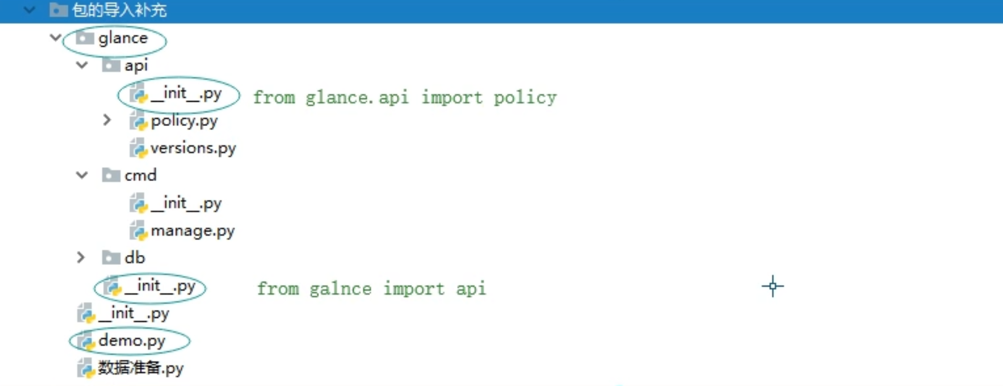 包的导入补充
glance
api
__init__.py from glance.api import policy
policy.py
versions.py
cmd
__init__.py
manage.py
db
__init__.py from galnce import api
__init__.py
demo.py
数据准备.py